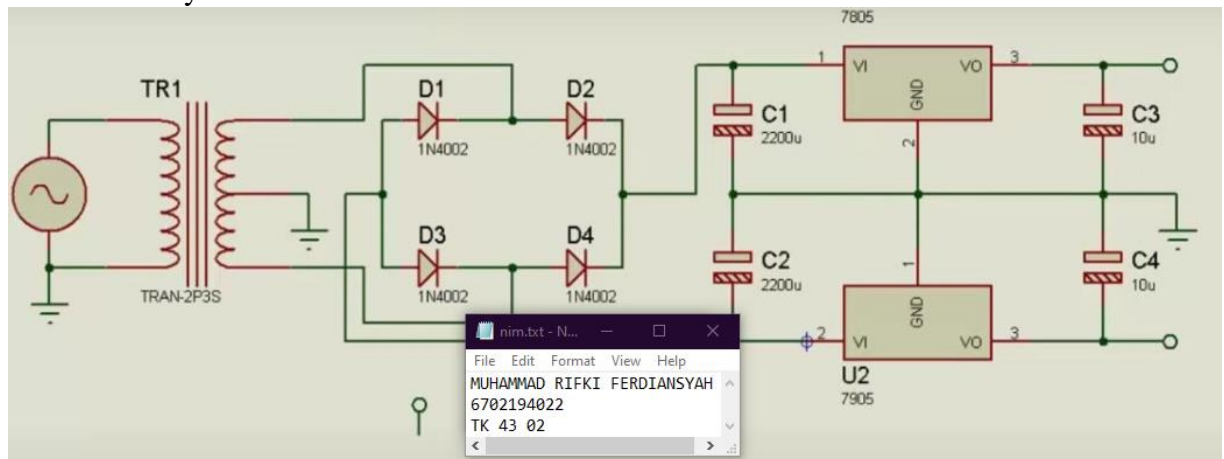 7805
TR1
TRAN-2P3S
D1
1N4002
D2
1N4002
D3
1N4002
D4
1N4002
C1
2200u
C2
2200u
1
VI
VO
3
GND
2
C3
10u
1
GND
2
VI
VO
3
U2
7905
C4
10u
nim.txt - N...
File Edit Format View Help
MUHAMMAD RIFKI FERDIANSYAH
6702194022
TK 43 02